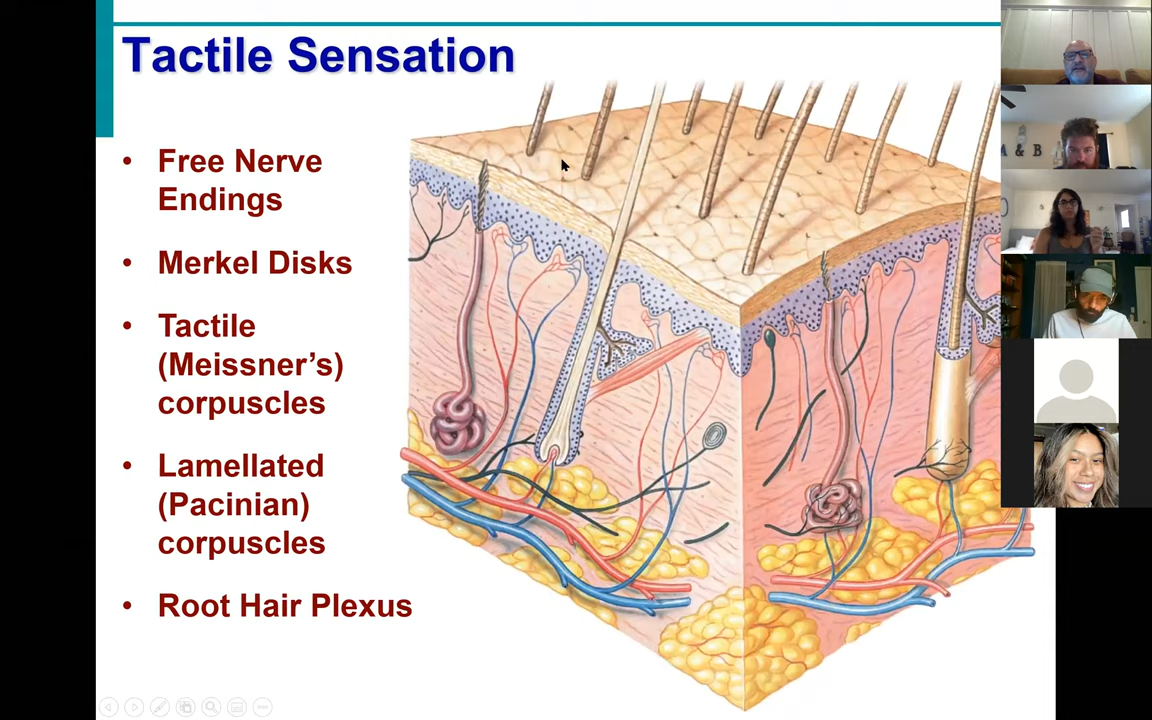 Tactile Sensation
• Free Nerve
Endings
• Merkel Disks
• Tactile
(Meissner’s)
corpuscles
• Lamellated
(Pacinian)
corpuscles
• Root Hair Plexus
A & B